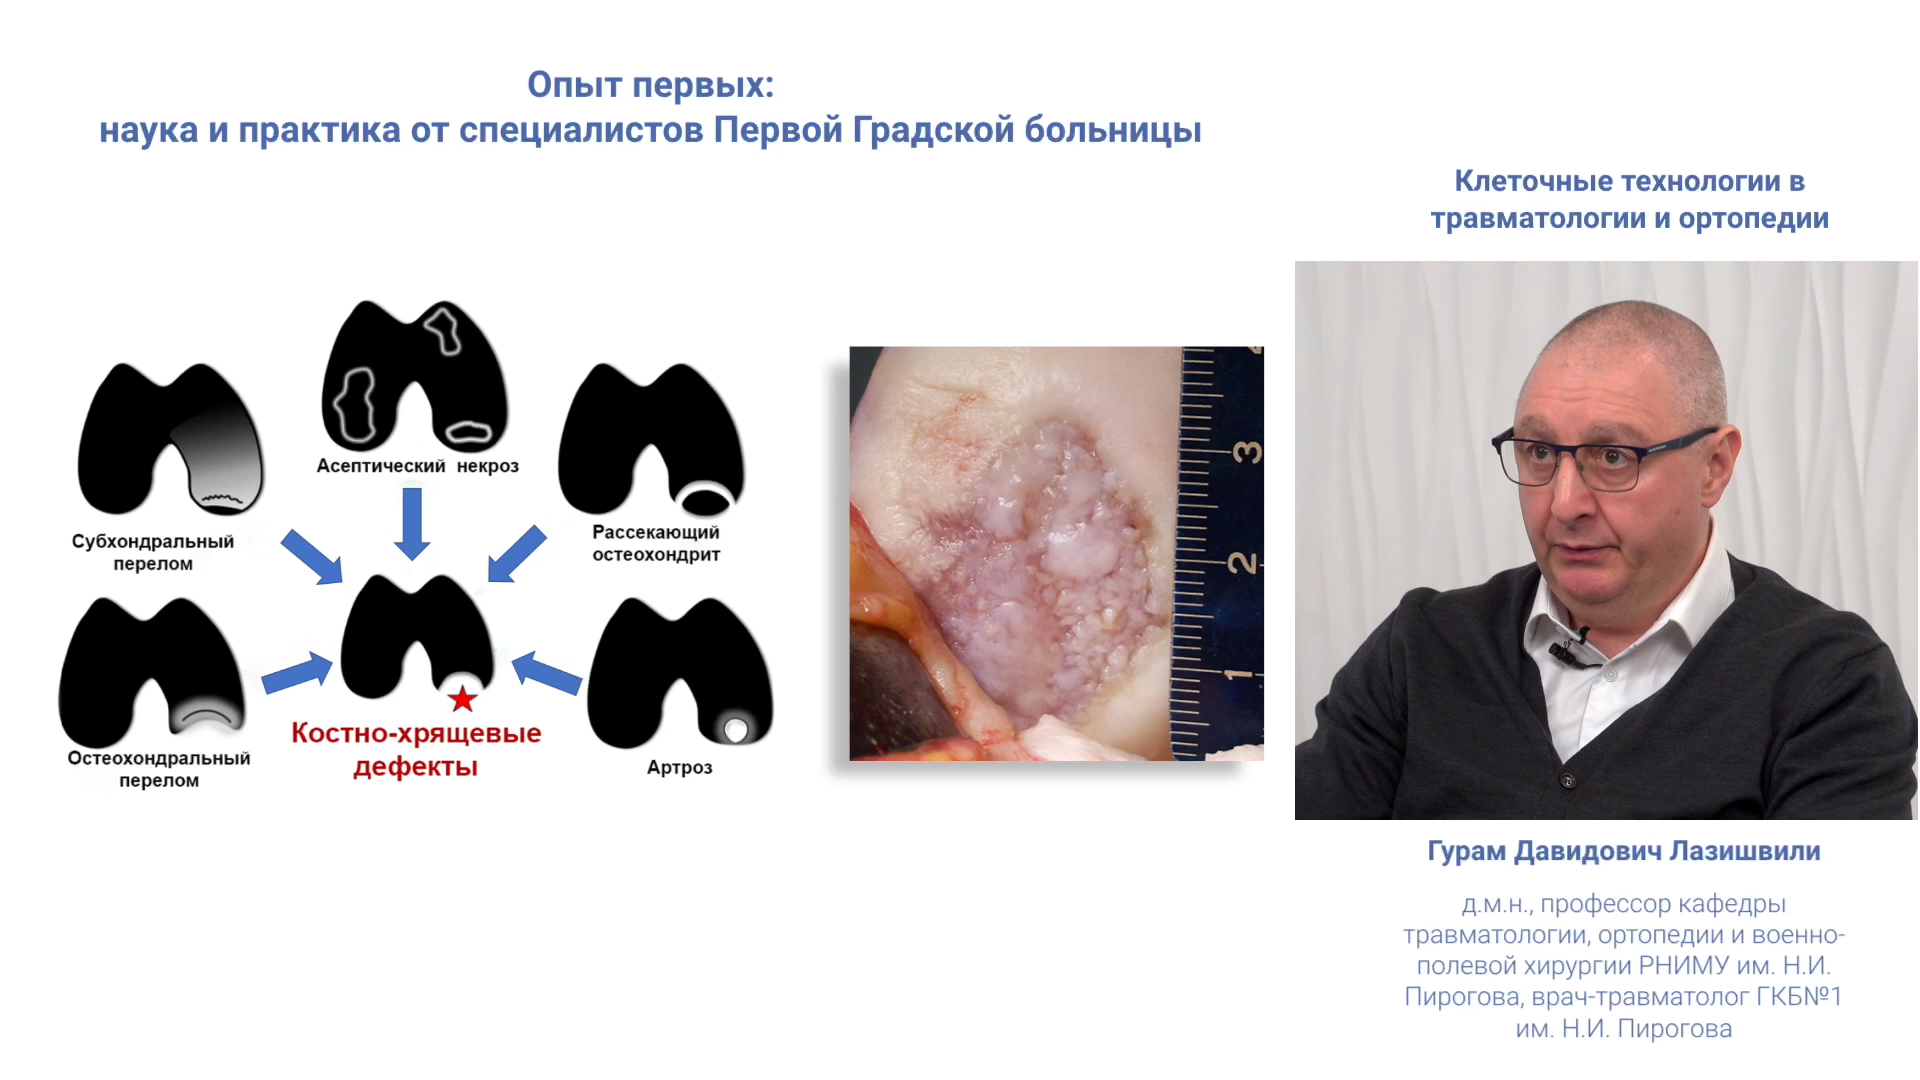 Опыт первых:
наука и практика от специалистов Первой Градской больницы
Клеточные технологии в
травматологии и ортопедии
Асептический некроз
Субхондральный
перелом
Рассекающий
остеохондрит
Остеохондральный
перелом
Костно-хрящевые
дефекты
Артроз
3
2
1
Гурам Давидович Лазишвили
д.м.н., профессор кафедры
травматологии, ортопедии и военно-
полевой хирургии РНИМУ им. Н.И.
Пирогова, врач-травматолог ГКБ№1
им. Н.И. Пирогова